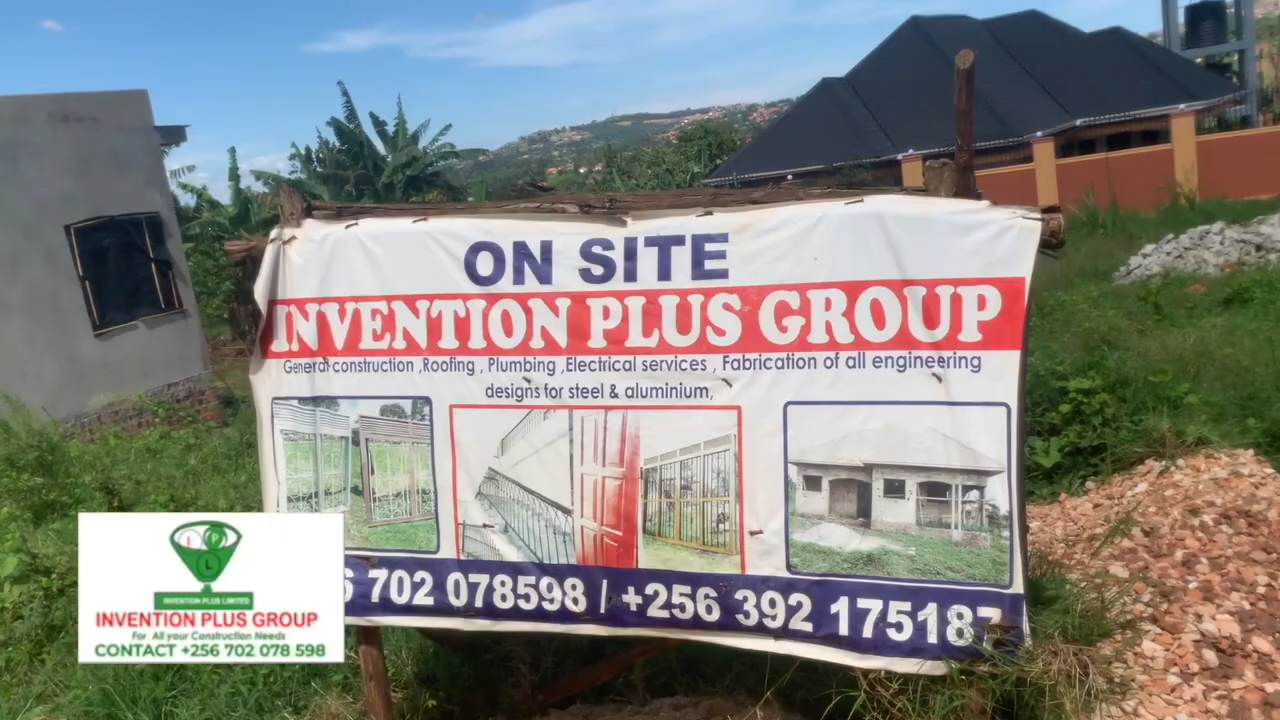 ON SITE
INVENTION PLUS GROUP
General construction ,Roofing , Plumbing ,Electrical services , Fabrication of all engineering
designs for steel & aluminium,
6 702 078598 / +256 392 175187
I P
L
INVENTION PLUS LIMITED
INVENTION PLUS GROUP
For All your Construction Needs
CONTACT +256 702 078 598